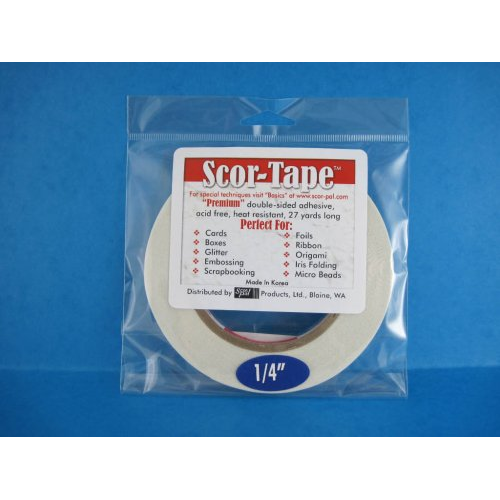 Scor-Tape™
For special techniques visit "Basics" at www.scor-pal.com
"Premium" double-sided adhesive,
acid free, heat resistant, 27 yards long
Perfect For:
❖ Cards
❖ Boxes
❖ Glitter
❖ Embossing
❖ Scrapbooking
❖ Foils
❖ Ribbon
❖ Origami
❖ Iris Folding
❖ Micro Beads
Made in Korea
Distributed by Products, Ltd., Blaine, WA
1/4"